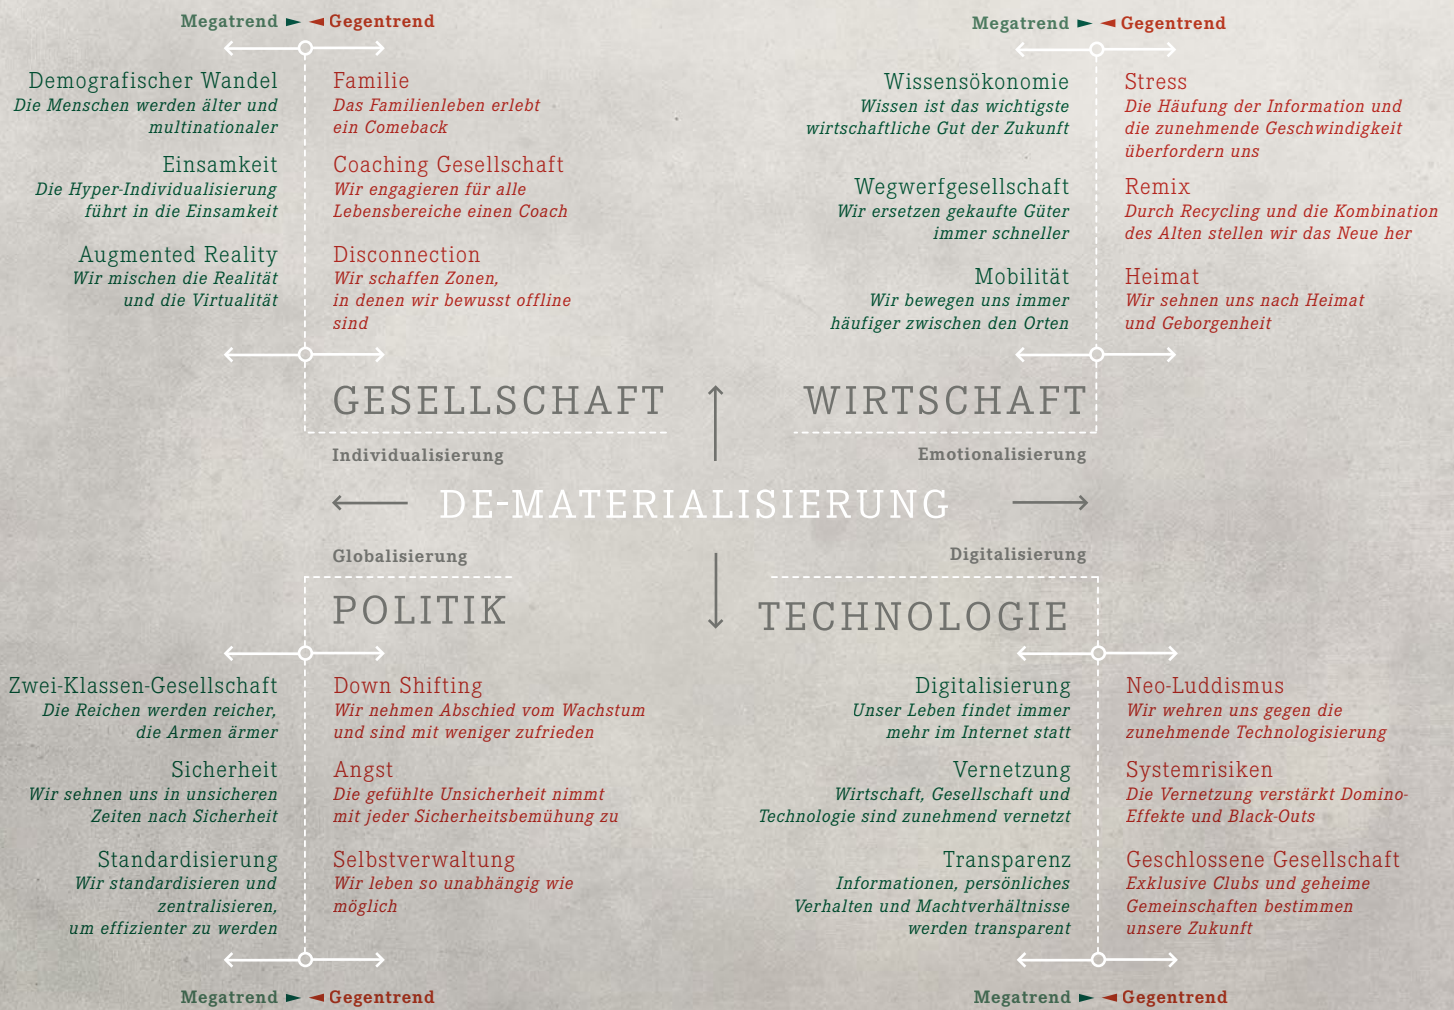 Megatrend ► ◄ Gegentrend
Demografischer Wandel
Die Menschen werden älter und
multinationaler
Einsamkeit
Die Hyper-Individualisierung
führt in die Einsamkeit
Augmented Reality
Wir mischen die Realität
und die Virtualität
Familie
Das Familienleben erlebt
ein Comeback
Coaching Gesellschaft
Wir engagieren für alle
Lebensbereiche einen Coach
Disconnection
Wir schaffen Zonen,
in denen wir bewusst offline
sind
GESELLSCHAFT
Individualisierung
Megatrend ► ◄ Gegentrend
Wissensökonomie
Wissen ist das wichtigste
wirtschaftliche Gut der Zukunft
Wegwerfgesellschaft
Wir ersetzen gekaufte Güter
immer schneller
Mobilität
Wir bewegen uns immer
häufiger zwischen den Orten
Stress
Die Häufung der Information und
die zunehmende Geschwindigkeit
überfordern uns
Remix
Durch Recycling und die Kombination
des Alten stellen wir das Neue her
Heimat
Wir sehnen uns nach Heimat
und Geborgenheit
WIRTSCHAFT
Emotionalisierung
DE-MATERIALISIERUNG
Globalisierung
POLITIK
Zwei-Klassen-Gesellschaft
Die Reichen werden reicher,
die Armen ärmer
Sicherheit
Wir sehnen uns in unsicheren
Zeiten nach Sicherheit
Standardisierung
Wir standardisieren und
zentralisieren,
um effizienter zu werden
Down Shifting
Wir nehmen Abschied vom Wachstum
und sind mit weniger zufrieden
Angst
Die gefühlte Unsicherheit nimmt
mit jeder Sicherheitsbemühung zu
Selbstverwaltung
Wir leben so unabhängig wie
möglich
Megatrend ► ◄ Gegentrend
Digitalisierung
TECHNOLOGIE
Digitalisierung
Unser Leben findet immer
mehr im Internet statt
Vernetzung
Wirtschaft, Gesellschaft und
Technologie sind zunehmend vernetzt
Transparenz
Informationen, persönliches
Verhalten und Machtverhältnisse
werden transparent
Neo-Luddismus
Wir wehren uns gegen die
zunehmende Technologisierung
Systemrisiken
Die Vernetzung verstärkt Domino-
Effekte und Black-Outs
Geschlossene Gesellschaft
Exklusive Clubs und geheime
Gemeinschaften bestimmen
unsere Zukunft
Megatrend ► ◄ Gegentrend